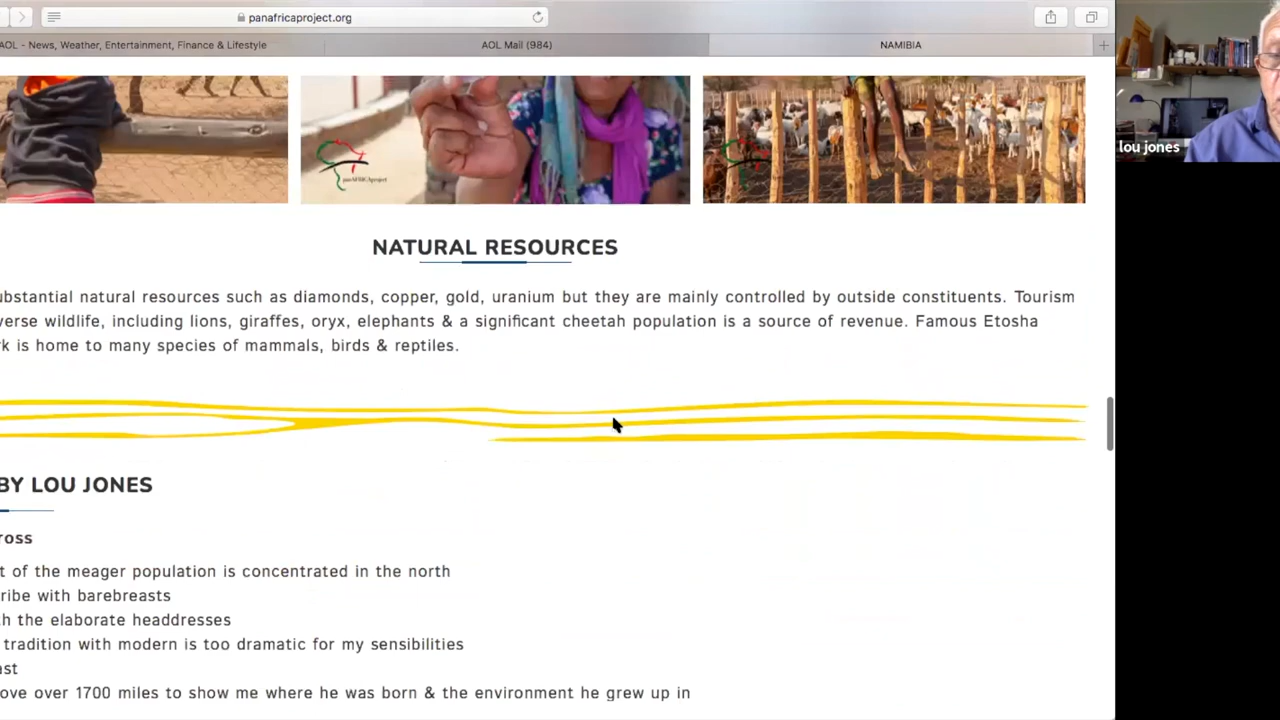 panafricaproject.org
AOL - News, Weather, Entertainment, Finance & Lifestyle
AOL Mail (984)
NAMIBIA
lou jones
panAFRICAproject
NATURAL RESOURCES
ubstantial natural resources such as diamonds, copper, gold, uranium but they are mainly controlled by outside constituents. Tourism
verse wildlife, including lions, giraffes, oryx, elephants & a significant cheetah population is a source of revenue. Famous Etosha
rk is home to many species of mammals, birds & reptiles.
BY LOU JONES
ross
t of the meager population is concentrated in the north
ribe with barebreasts
th the elaborate headdresses
tradition with modern is too dramatic for my sensibilities
ast
ove over 1700 miles to show me where he was born & the environment he grew up in